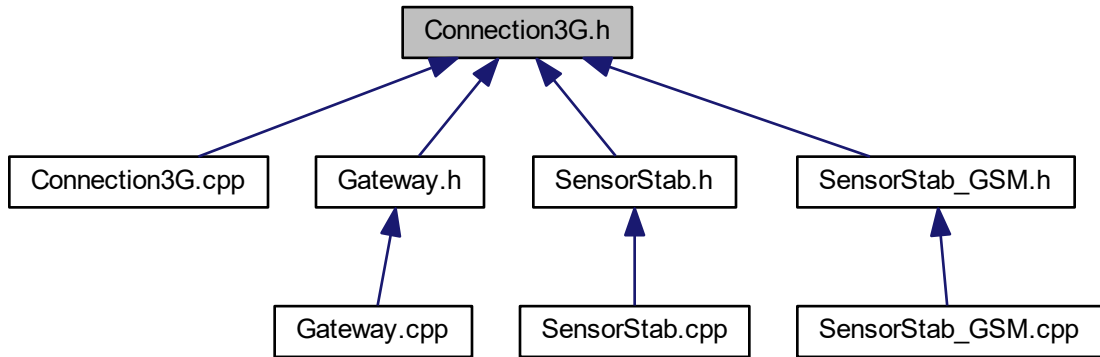 Connection3G.h
Connection3G.cpp
Gateway.h
SensorStab.h
SensorStab_GSM.h
Gateway.cpp
SensorStab.cpp
SensorStab_GSM.cpp